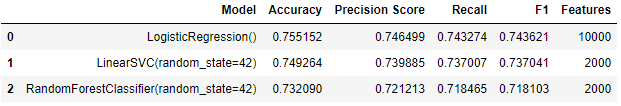 Model Accuracy Precision Score Recall F1 Features
0 LogisticRegression() 0.755152 0.746499 0.743274 0.743621 10000
1 LinearSVC(random_state=42) 0.749264 0.739885 0.737007 0.737041 2000
2 RandomForestClassifier(random_state=42) 0.732090 0.721213 0.718465 0.718103 2000